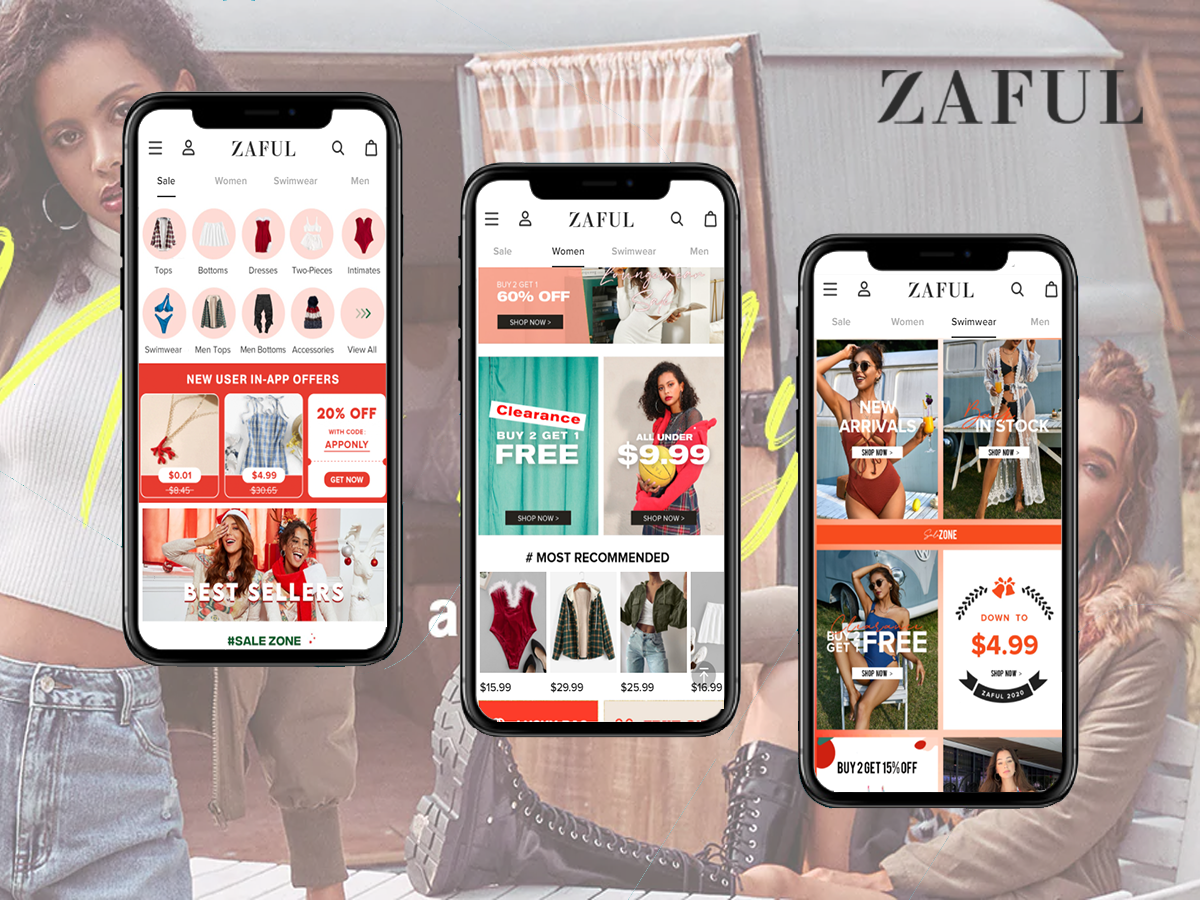 ZAFUL
ZAFUL
Sale Women Swimwear Men
Tops Bottoms Dresses Two-Pieces Intimates
Swimwear Men Tops Men Bottoms Accessories View All
NEW USER IN-APP OFFERS
$0.01
$8.45
$4.99
$30.65
20% OFF
WITH CODE:
APPONLY
GET NOW
BEST SELLERS
#SALE ZONE
a
ZAFUL
Sale Women Swimwear Men
BUY 2 GET 1
60% OFF
SHOP NOW >
Clearance
BUY 2 GET 1
FREE
SHOP NOW >
ALL UNDER
$9.99
SHOP NOW >
# MOST RECOMMENDED
$15.99 $29.99 $25.99 $16.99
ZAFUL
Sale Women Swimwear Men
NEW
ARRIVALS
SHOP NOW >
IN STOCK
SHOP NOW >
Sale ZONE
BUY 2
GET 1
FREE
SHOP NOW >
DOWN TO
$4.99
SHOP NOW >
ZAFUL 2020
BUY 2 GET 15% OFF